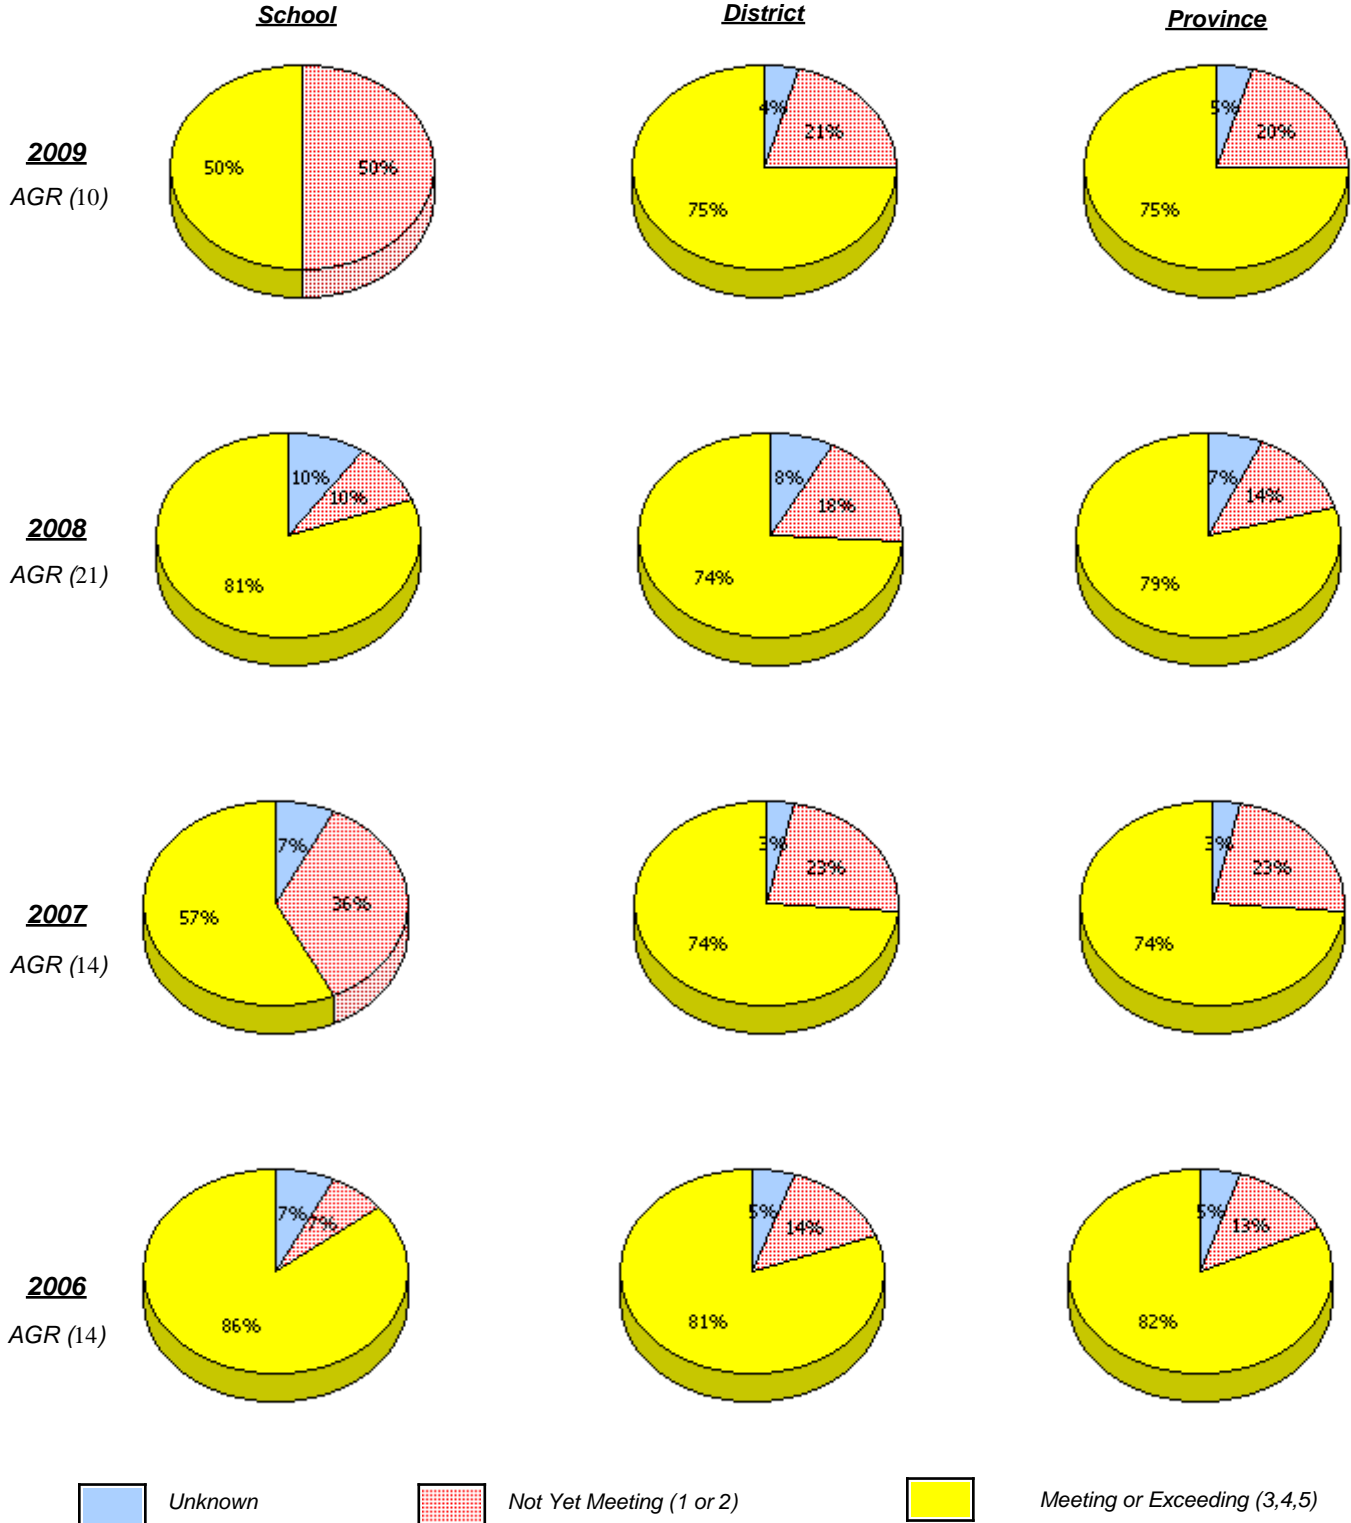 School District Province
2009
AGR (10)
50% 50%
4% 21% 75%
5% 20% 75%
2008
AGR (21)
10% 10% 81%
8% 18% 74%
7% 14% 79%
2007
AGR (14)
7% 36% 57%
3% 23% 74%
3% 23% 74%
2006
AGR (14)
7% 7% 86%
5% 14% 81%
5% 13% 82%
Unknown Not Yet Meeting (1 or 2) Meeting or Exceeding (3,4,5)